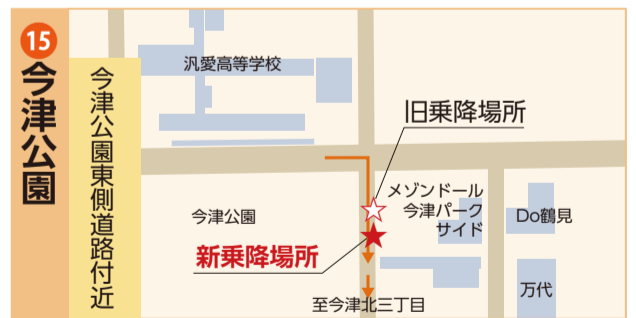 15
今津公園
今津公園東側道路付近
汎愛高等学校
旧乗降場所
メゾンドール
今津パーク
サイド
今津公園
Do鶴見
新乗降場所
万代
至今津北三丁目